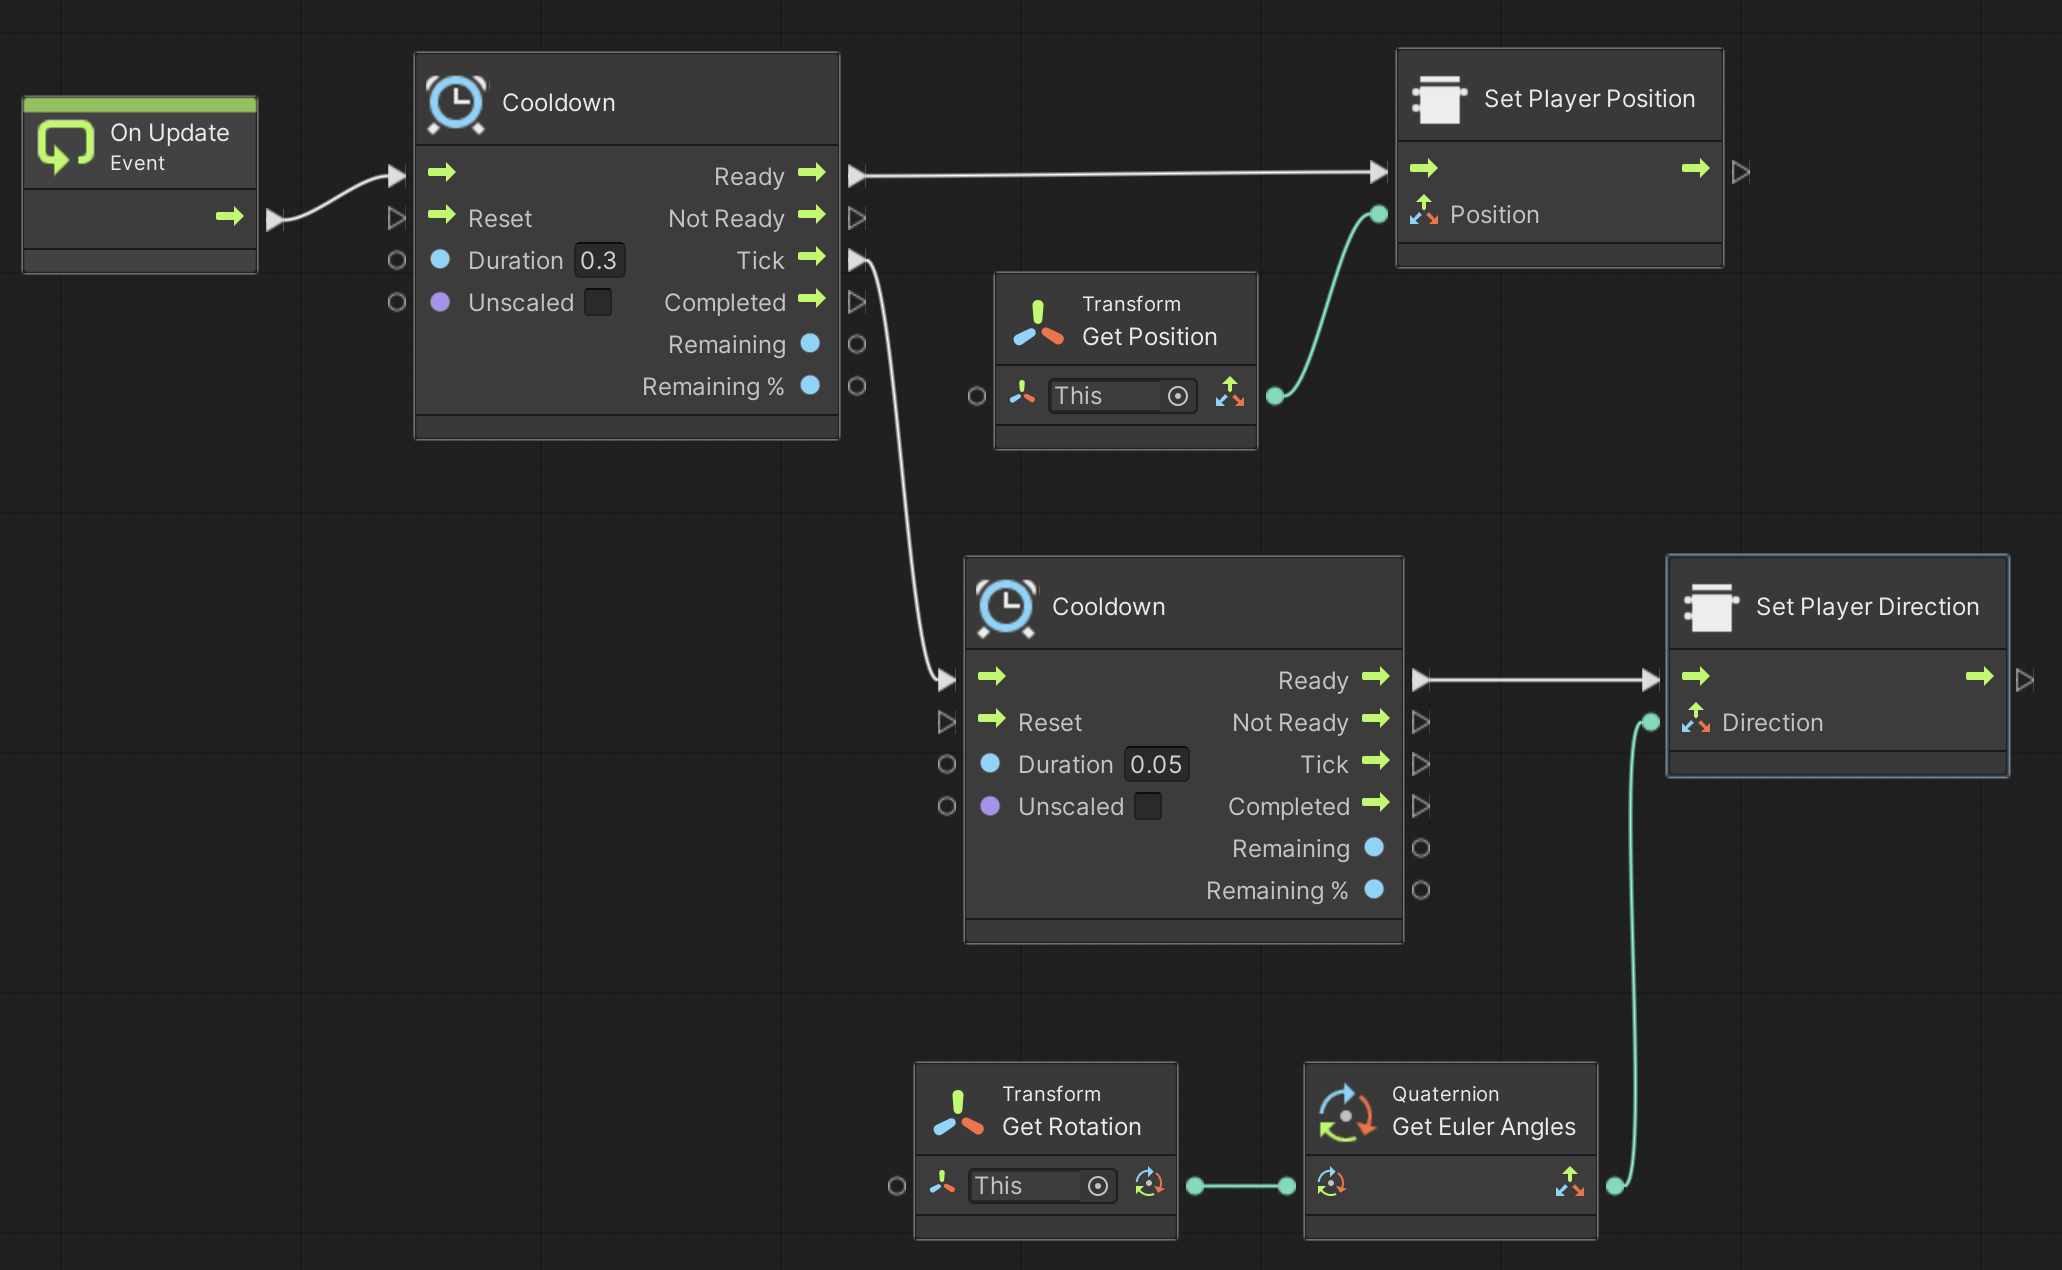 On Update
Event
Cooldown
Ready
Reset
Not Ready
Duration 0.3
Tick
Unscaled
Completed
Remaining
Remaining %
Set Player Position
Position
Transform
Get Position
This
Cooldown
Ready
Reset
Not Ready
Duration 0.05
Tick
Unscaled
Completed
Remaining
Remaining %
Set Player Direction
Direction
Transform
Get Rotation
This
Quaternion
Get Euler Angles